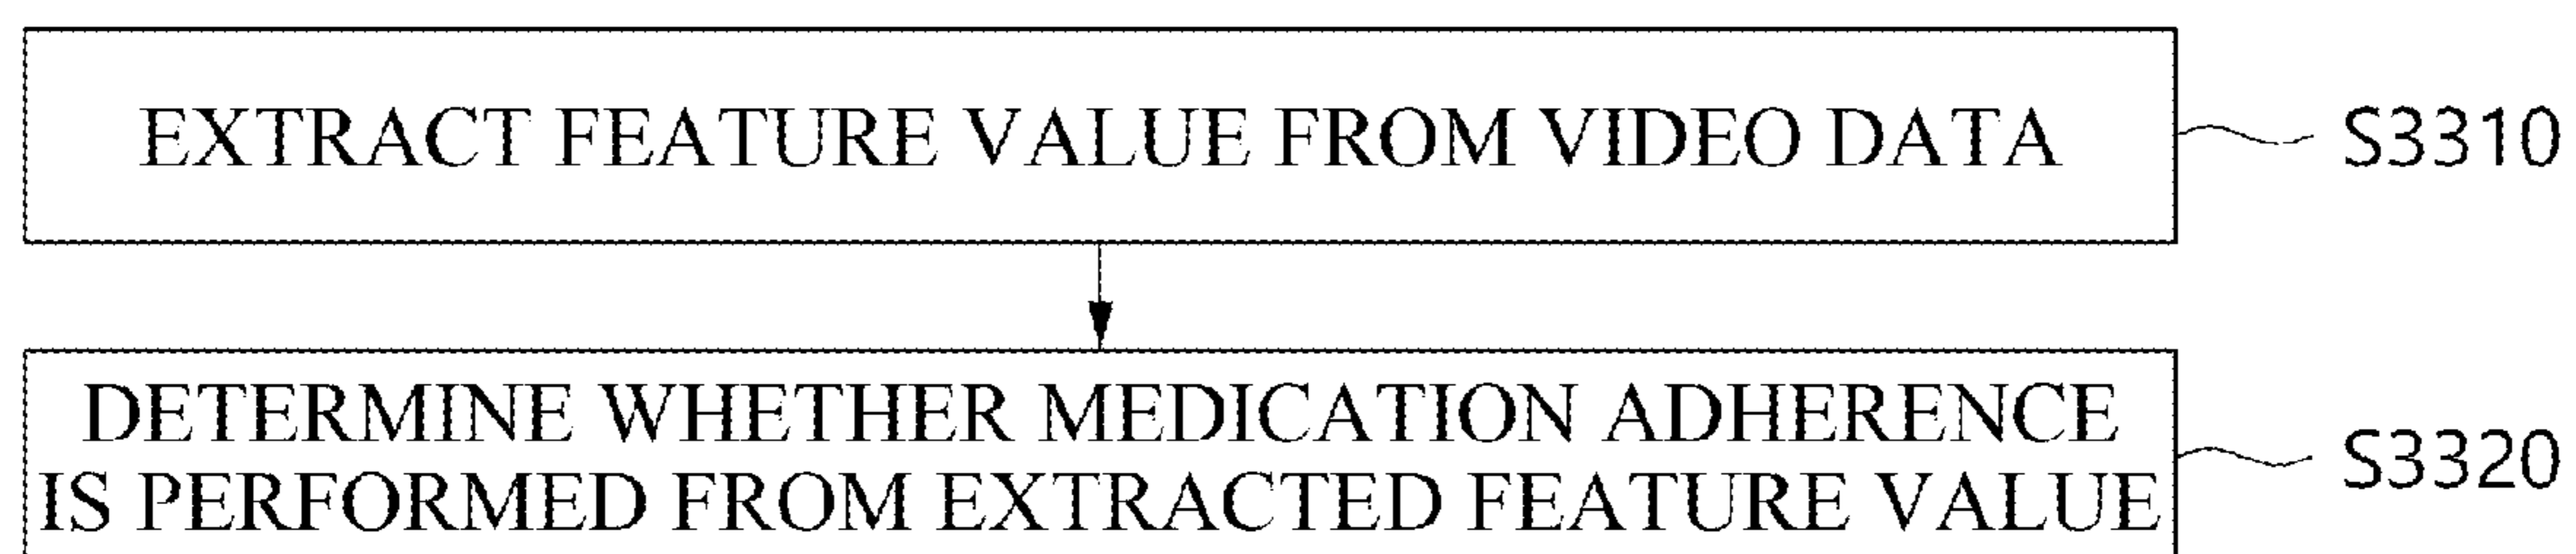 EXTRACT FEATURE VALUE FROM VIDEO DATA
S3310
DETERMINE WHETHER MEDICATION ADHERENCE
IS PERFORMED FROM EXTRACTED FEATURE VALUE
S3320